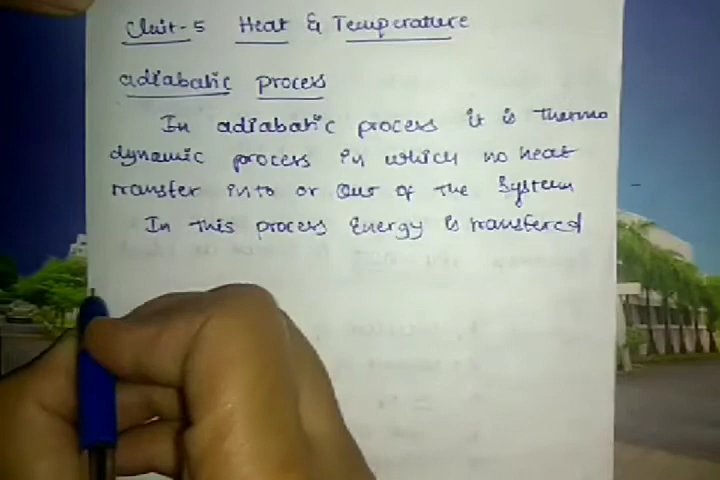 Unit-5 Heat & Temperature
adiabatic process
In adiabatic process it is thermo
dynamic process in which no heat
transfer into or out of the system
In this process Energy is transfered